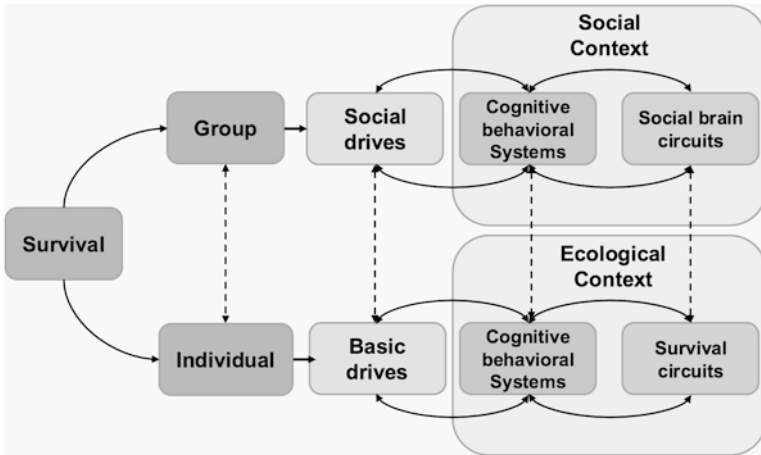 Social
Context
Group
Social
drives
Cognitive
behavioral
Systems
Social brain
circuits
Survival
Ecological
Context
Individual
Basic
drives
Cognitive
behavioral
Systems
Survival
circuits